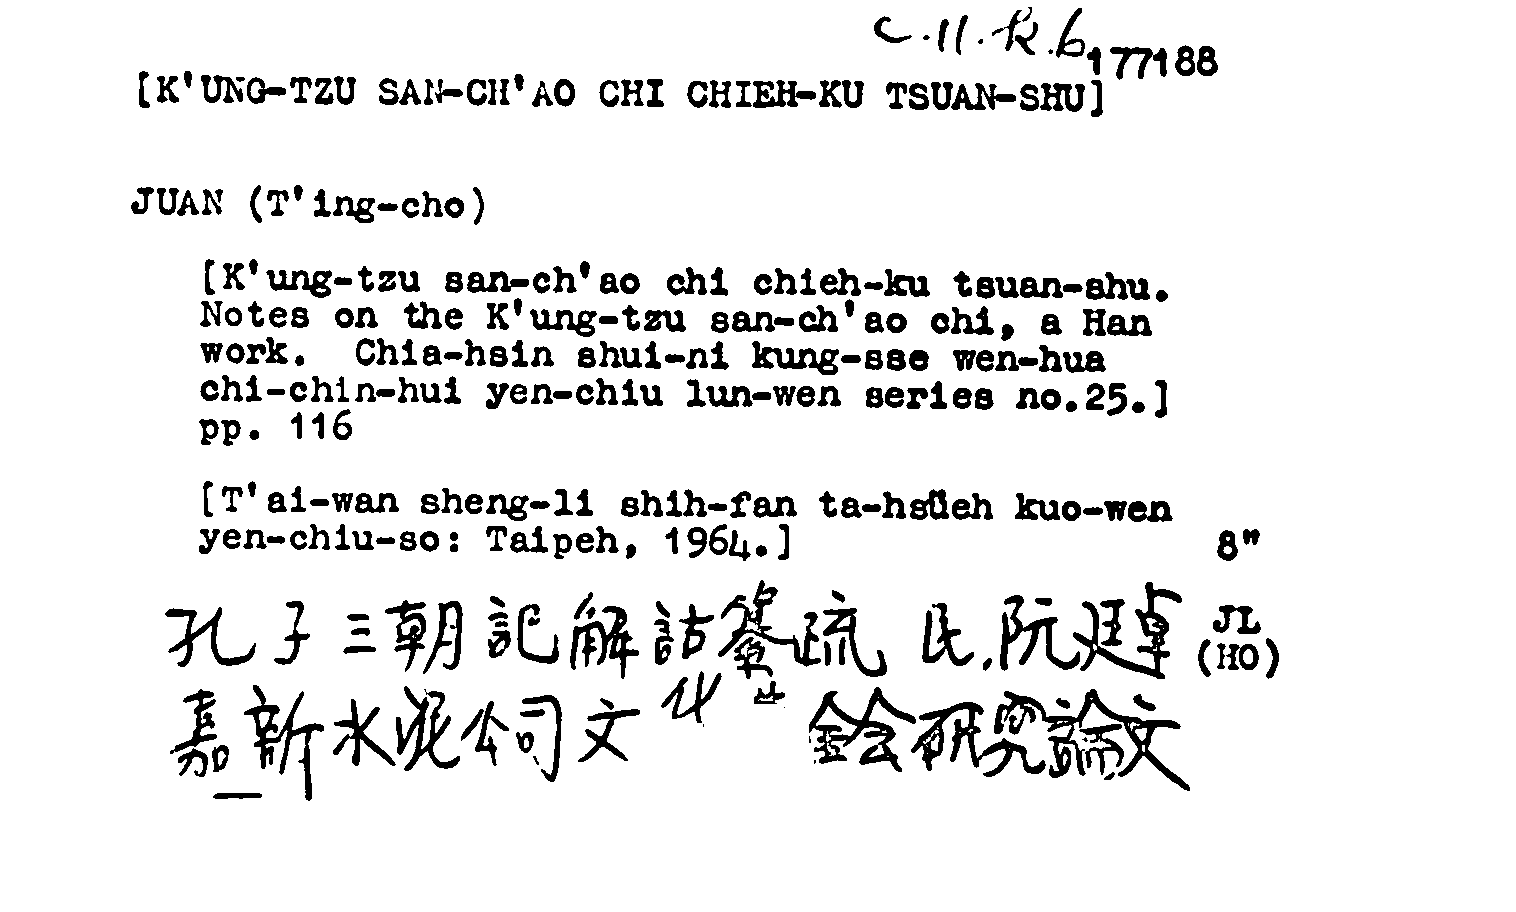 C.11.k.6
177188
[K'UNG-TZU SAN-CH'AO CHI CHIEH-KU TSUAN-SHU]
JUAN (T'ing-cho)
[K'ung-tzu san-ch'ao chi chieh-ku tsuan-shu.
Notes on the K'ung-tzu san-ch'ao chi, a Han
work. Chia-hsin shui-ni kung-sse wen-hua
chi-chin-hui yen-chiu lun-wen series no.25.]
pp. 116
[T'ai-wan sheng-li shih-fan ta-hsüeh kuo-wen
yen-chiu-so: Taipeh, 1964.]
8"
孔子三朝記解詁纂疏 民.阮廷卓
JL
(HO)
嘉新水泥公司文化 金會研究論文